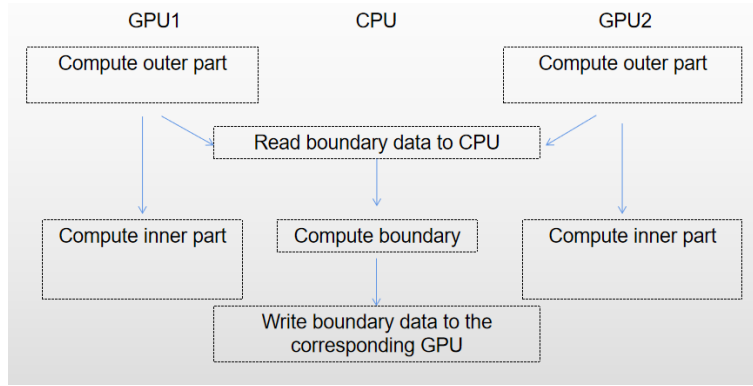 GPU1 CPU GPU2
Compute outer part Compute outer part
Read boundary data to CPU
Compute inner part Compute boundary Compute inner part
Write boundary data to the
corresponding GPU